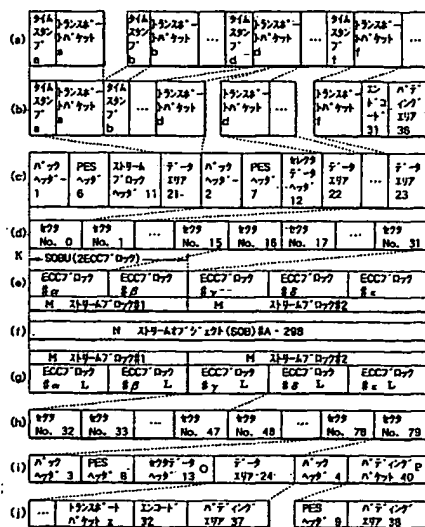 (a) タイムスタンプ a トランスポートパケット a タイムスタンプ b トランスポートパケット b … タイムスタンプ d トランスポートパケット d … タイムスタンプ f トランスポートパケット f …
(b) タイムスタンプ a トランスポートパケット a タイムスタンプ b … トランスポートパケット d トランスポートパケット d … トランスポートパケット f エンドコード 31 パディングエリア 36
(c) パックヘッダー 1 PESヘッダ 6 ストリームブロックヘッダ 11 データエリア 21 パックヘッダー 2 PESヘッダ 7 セクタデータヘッダ 12 データエリア 22 … データエリア 23
(d) セクタ No. 0 セクタ No. 1 … セクタ No. 15 セクタ No. 16 セクタ No. 17 … セクタ No. 31
K SOBU(2ECCブロック)
(e) ECCブロック #α ECCブロック #β ECCブロック #γ ECCブロック #δ ECCブロック #ε
M ストリームブロック#1 M ストリームブロック#2
(f) N ストリームオブジェクト(SOB)#A・298
M ストリームブロック#1 M ストリームブロック#2
(g) ECCブロック #α L ECCブロック #β L ECCブロック #γ L ECCブロック #δ L ECCブロック #ε L
(h) セクタ No. 32 セクタ No. 33 … セクタ No. 47 セクタ No. 48 … セクタ No. 78 セクタ No. 79
(i) パックヘッダ 3 PESヘッダ 8 セクタデータヘッダ 13 O データエリア 24 パックヘッダ 4 パディング P パケット 40
(j) … トランスポートパケット z エンコード 32 パディングエリア 37 PESヘッダ 9 パディングエリア 38